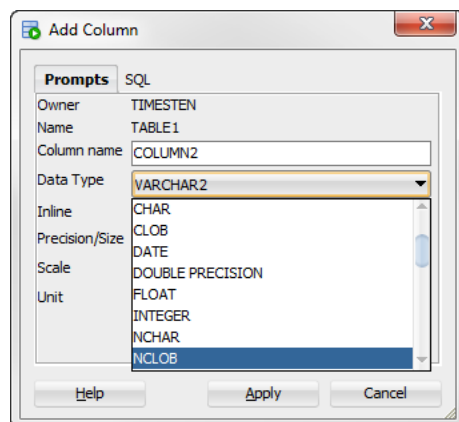 Add Column
Prompts SQL
Owner TIMESTEN
Name TABLE1
Column name COLUMN2
Data Type VARCHAR2
Inline
Precision/Size
Scale
Unit
CHAR
CLOB
DATE
DOUBLE PRECISION
FLOAT
INTEGER
NCHAR
NCLOB
Help Apply Cancel